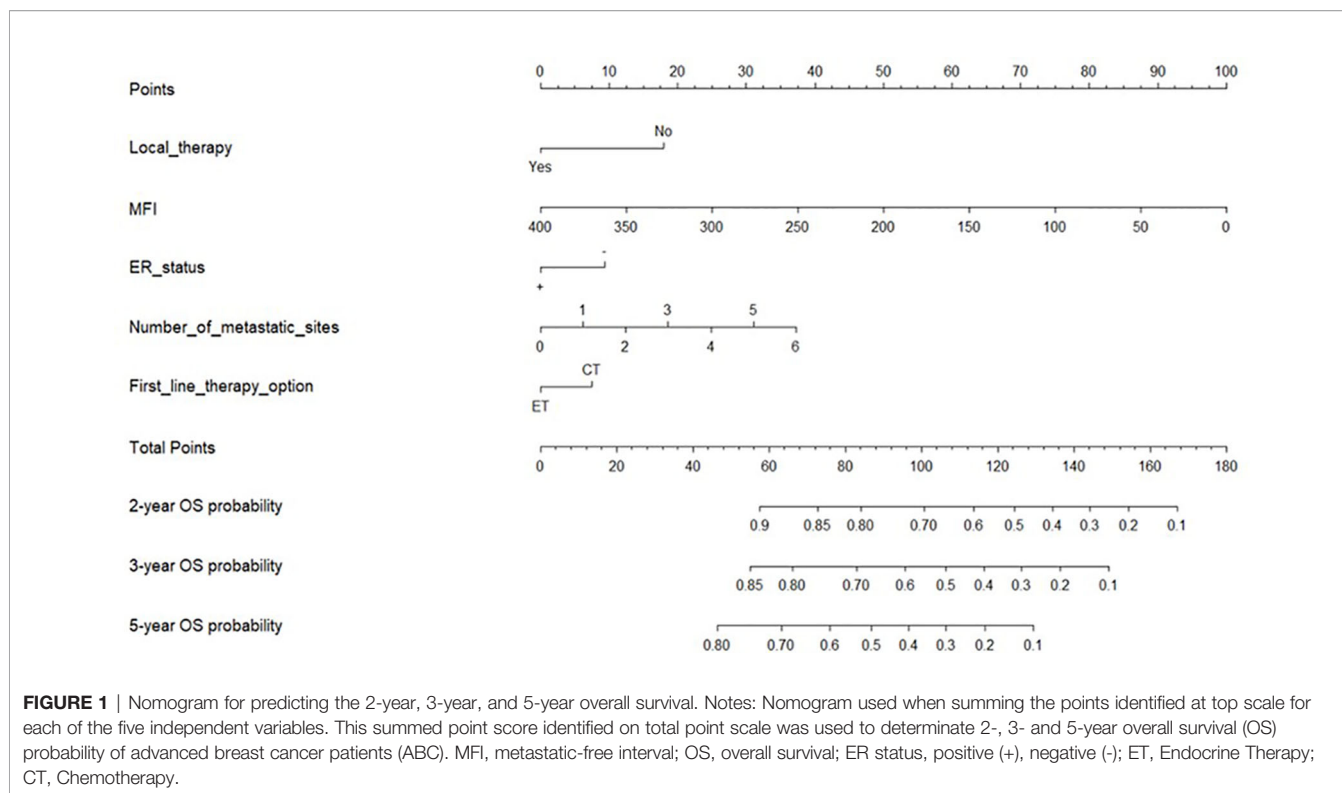 0 10 20 30 40 50 60 70 80 90 100
Points
No
Local_therapy
Yes
MFI
400 350 300 250 200 150 100 50 0
-
ER_status
+
1 3 5
Number_of_metastatic_sites
0 2 4 6
CT
First_line_therapy_option
ET
Total Points
0 20 40 60 80 100 120 140 160 180
2-year OS probability
0.9 0.85 0.80 0.70 0.6 0.5 0.4 0.3 0.2 0.1
3-year OS probability
0.85 0.80 0.70 0.6 0.5 0.4 0.3 0.2 0.1
5-year OS probability
0.80 0.70 0.6 0.5 0.4 0.3 0.2 0.1
FIGURE 1 | Nomogram for predicting the 2-year, 3-year, and 5-year overall survival. Notes: Nomogram used when summing the points identified at top scale for
each of the five independent variables. This summed point score identified on total point scale was used to determinate 2-, 3- and 5-year overall survival (OS)
probability of advanced breast cancer patients (ABC). MFI, metastatic-free interval; OS, overall survival; ER status, positive (+), negative (-); ET, Endocrine Therapy;
CT, Chemotherapy.